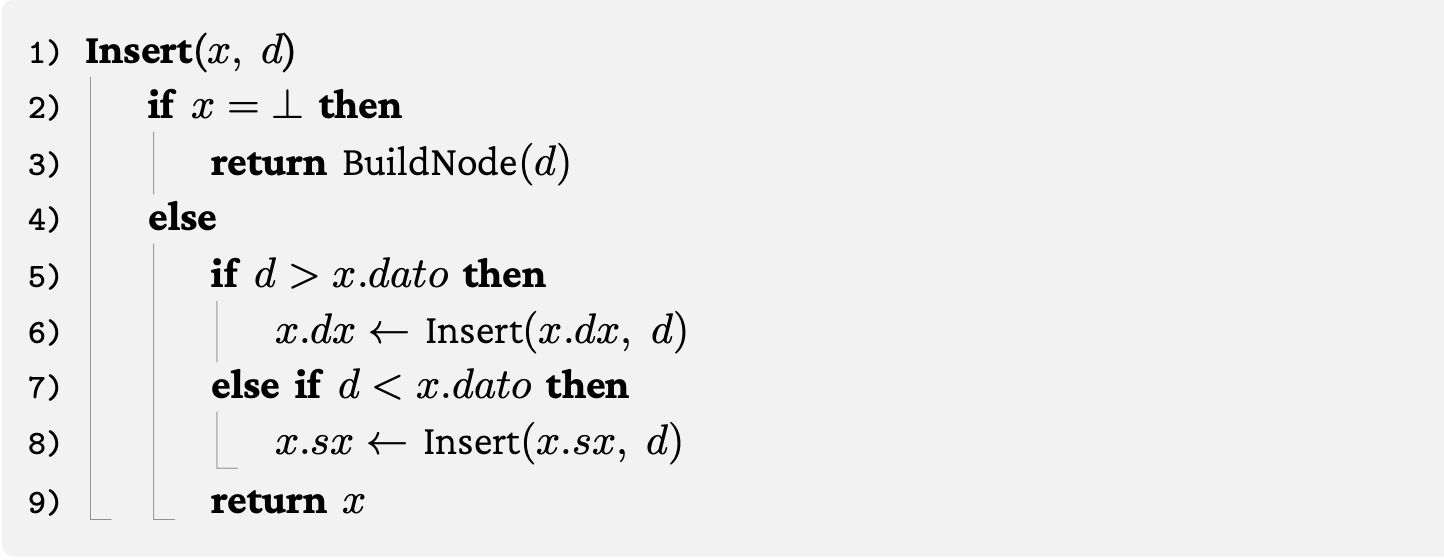 1) Insert(x, d)
2) if x = ⊥ then
3) return BuildNode(d)
4) else
5) if d > x.dato then
6) x.dx ← Insert(x.dx, d)
7) else if d < x.dato then
8) x.sx ← Insert(x.sx, d)
9) return x